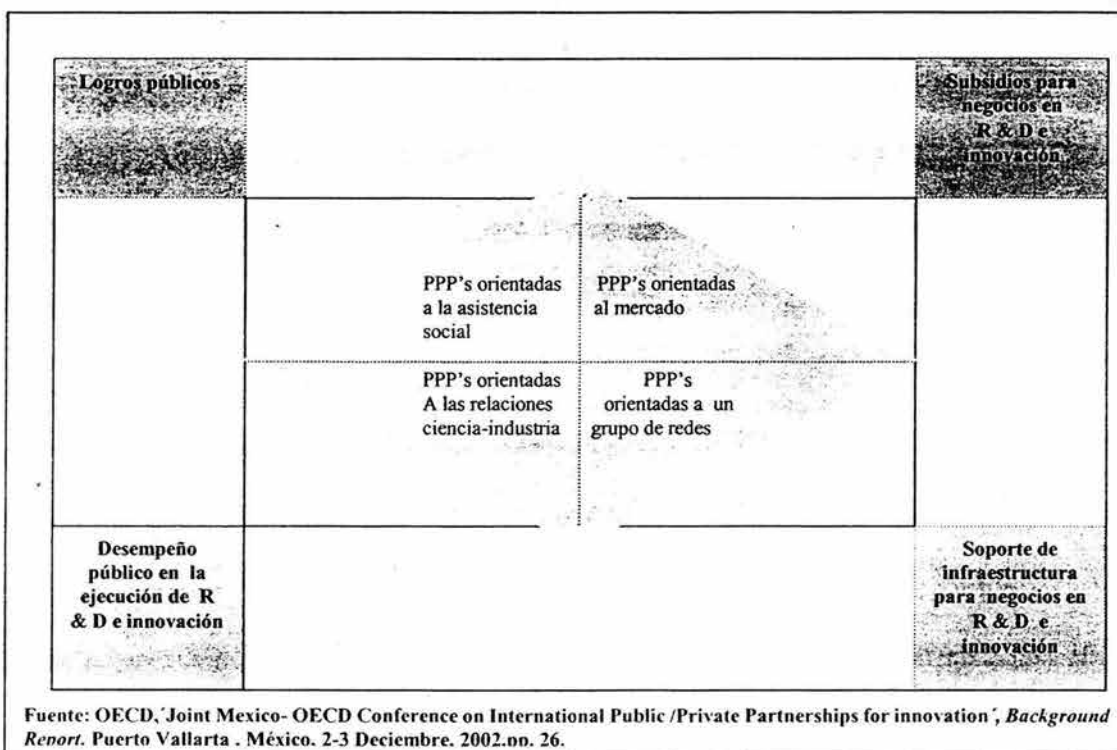 Logros públicos
Subsidios para
negocios en
R & D e
innovación
PPP's orientadas
a la asistencia
social
PPP's orientadas
al mercado
PPP's orientadas
A las relaciones
ciencia-industria
PPP's
orientadas a un
grupo de redes
Desempeño
público en la
ejecución de R
& D e innovación
Soporte de
infraestructura
para negocios en
R & D e
innovación
Fuente: OECD,´Joint Mexico- OECD Conference on International Public /Private Partnerships for innovation´, Background
Report. Puerto Vallarta . México. 2-3 Deciembre. 2002.pp. 26.